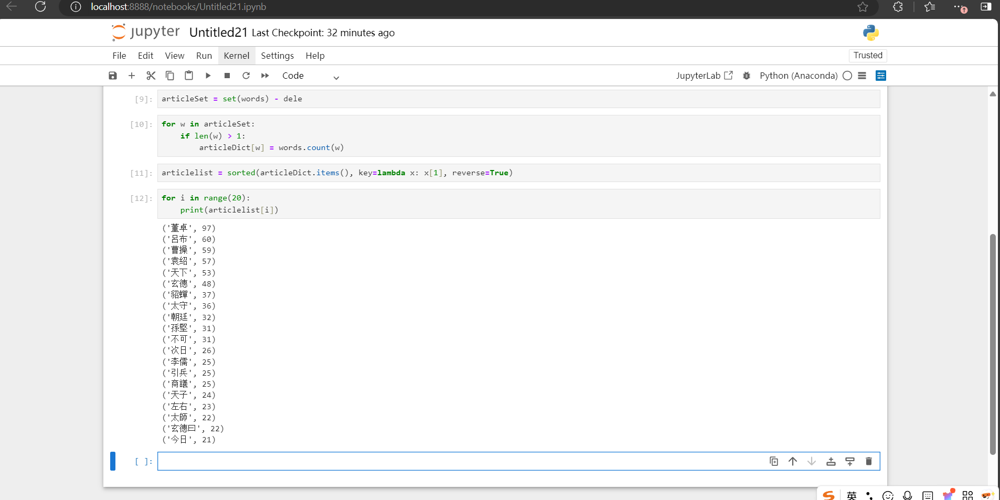 localhost:8888/notebooks/Untitled21.ipynb
jupyter Untitled21 Last Checkpoint: 32 minutes ago
File Edit View Run Kernel Settings Help
Trusted
Code
JupyterLab
Python (Anaconda)
[9]: articleSet = set(words) - dele
[10]: for w in articleSet:
    if len(w) > 1:
        articleDict[w] = words.count(w)
[11]: articlelist = sorted(articleDict.items(), key=lambda x: x[1], reverse=True)
[12]: for i in range(20):
    print(articlelist[i])
('董卓', 97)
('呂布', 60)
('曹操', 59)
('袁紹', 57)
('天下', 53)
('玄德', 48)
('貂蟬', 37)
('太守', 36)
('朝廷', 32)
('孫堅', 31)
('不可', 31)
('次日', 26)
('李儒', 25)
('引兵', 25)
('商議', 25)
('天子', 24)
('左右', 23)
('太師', 22)
('玄德曰', 22)
('今日', 21)
[ ]:
英